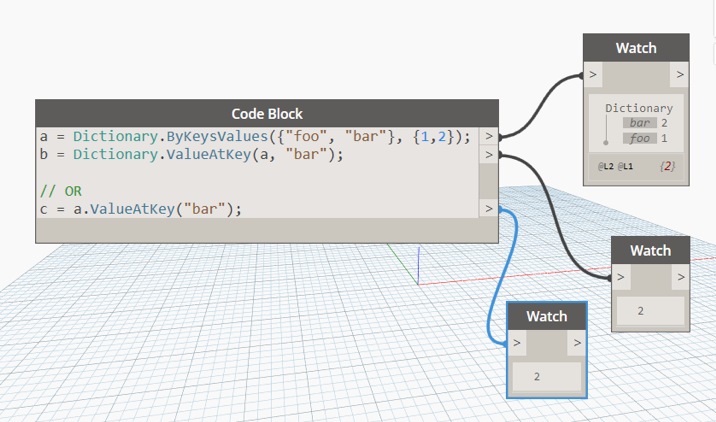 Watch
>
>
Dictionary
bar 2
foo 1
@L2 @L1 {2}
Code Block
a = Dictionary.ByKeysValues({"foo", "bar"}, {1,2});
>
b = Dictionary.ValueAtKey(a, "bar");
>
// OR
c = a.ValueAtKey("bar");
>
Watch
>
>
2
Watch
>
>
2